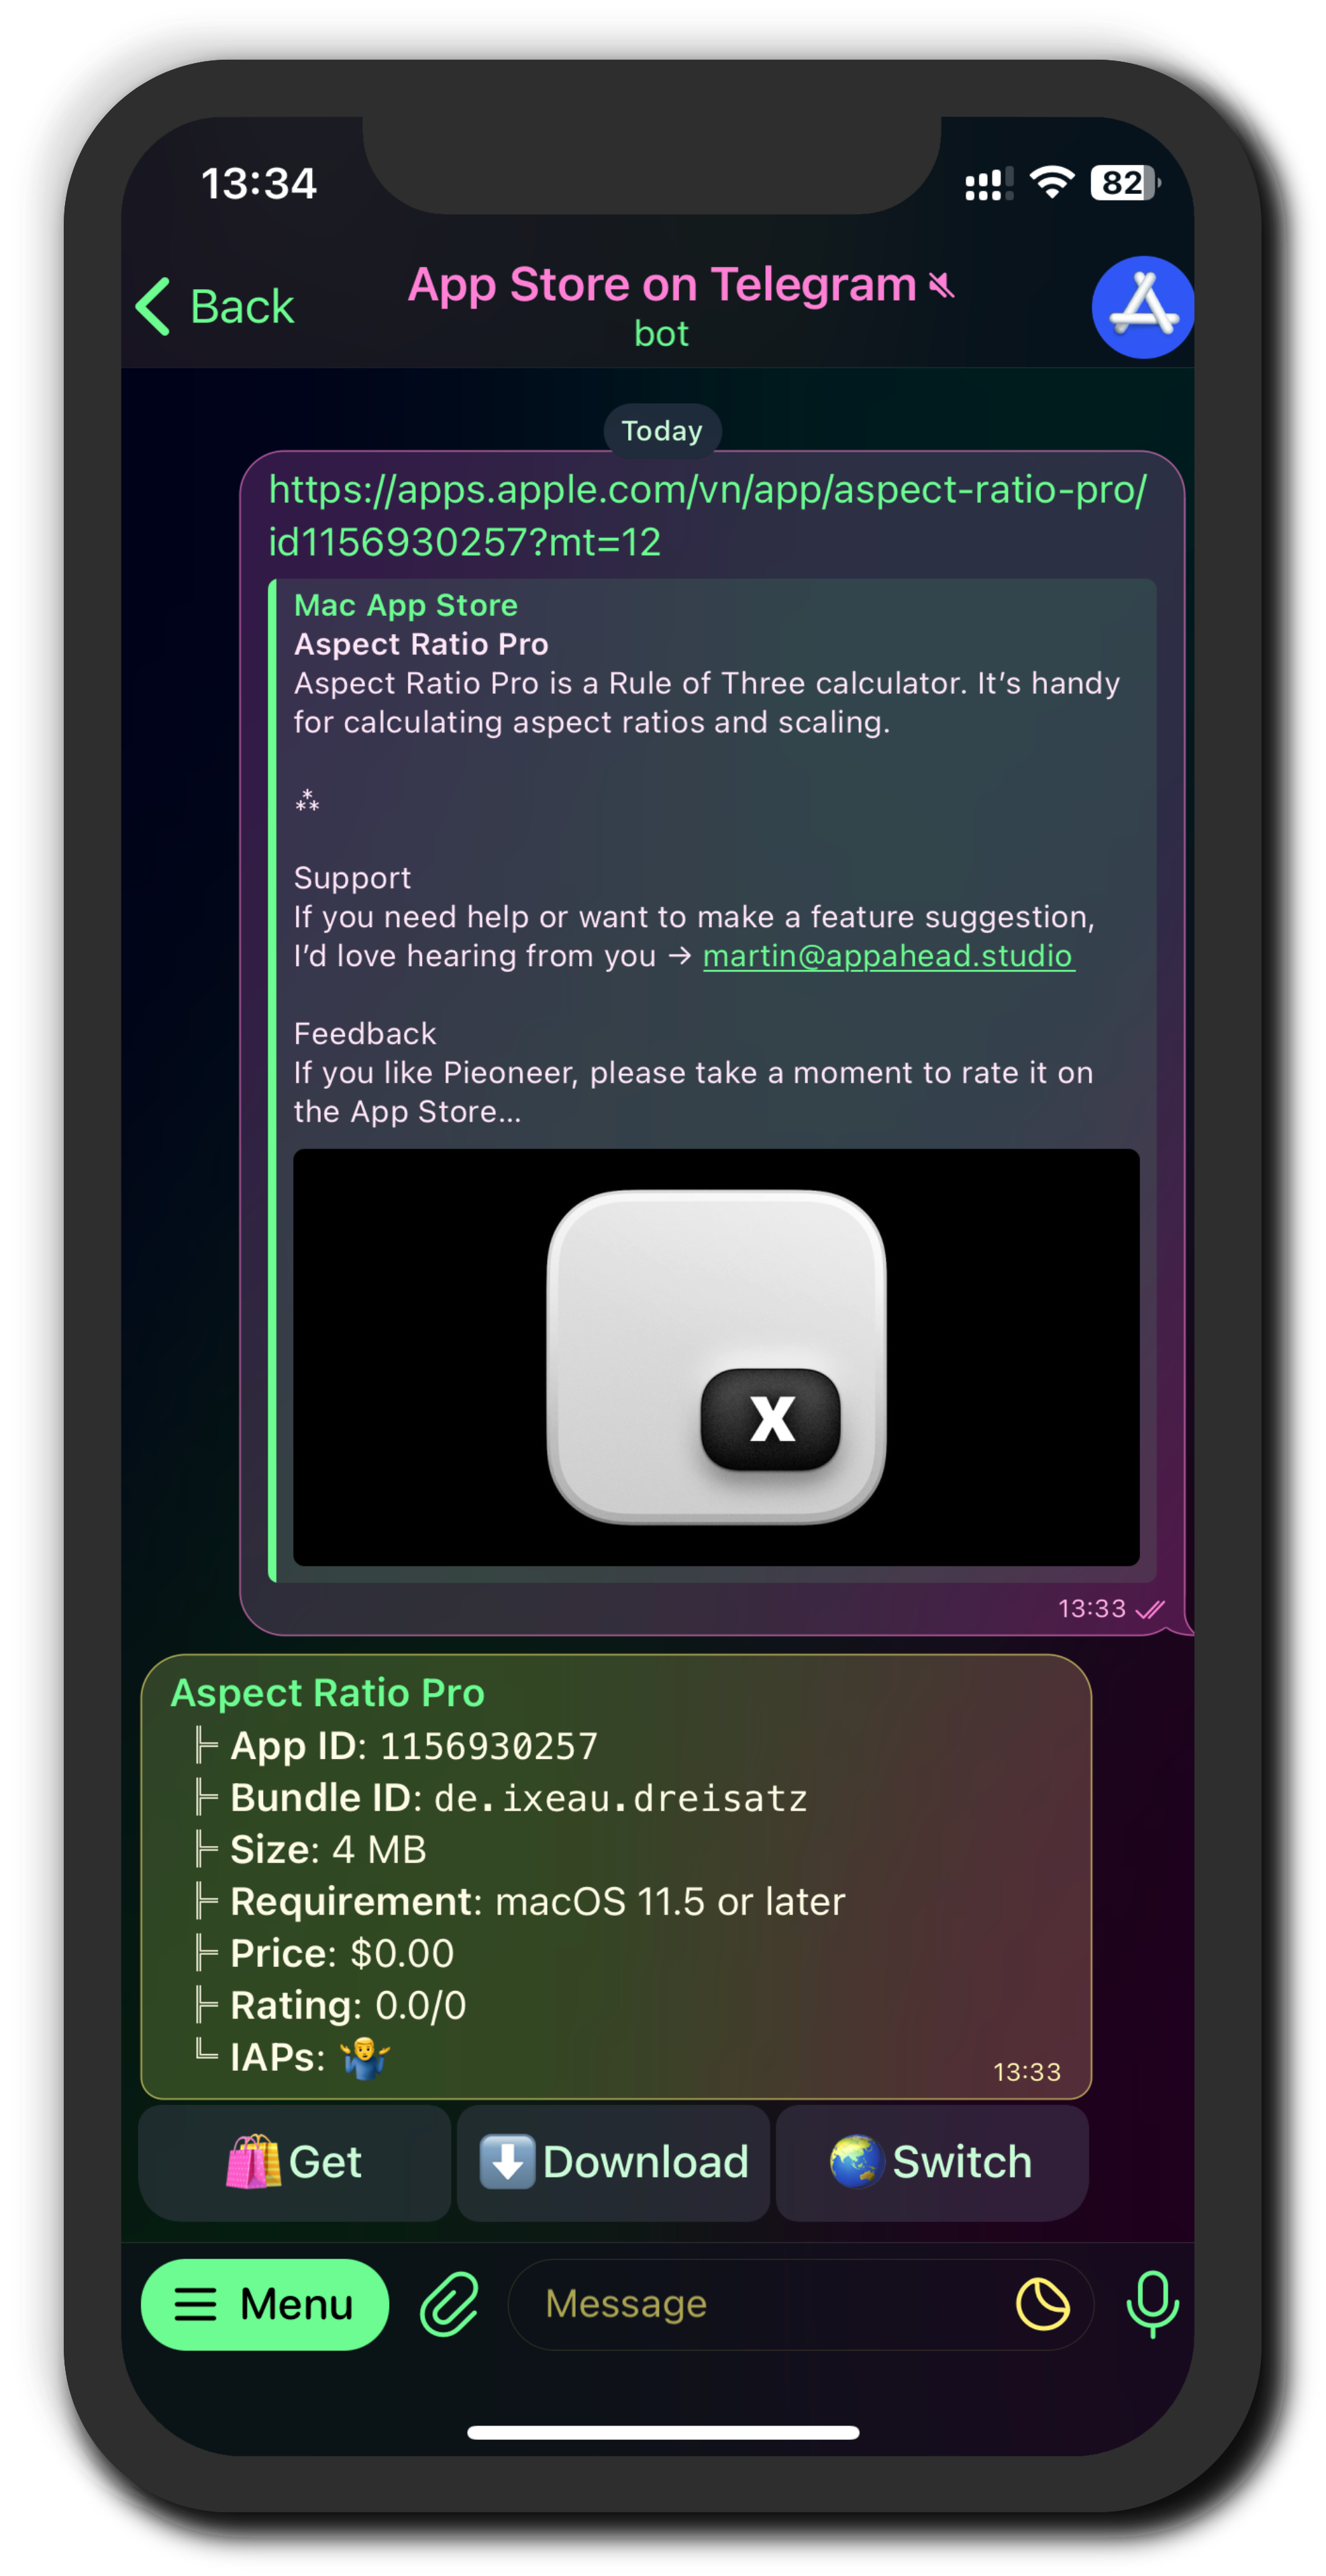 13:34
82
Back
App Store on Telegram
bot
Today
https://apps.apple.com/vn/app/aspect-ratio-pro/
id1156930257?mt=12
Mac App Store
Aspect Ratio Pro
Aspect Ratio Pro is a Rule of Three calculator. It’s handy
for calculating aspect ratios and scaling.
⁂
Support
If you need help or want to make a feature suggestion,
I’d love hearing from you → martin@appahead.studio
Feedback
If you like Pieoneer, please take a moment to rate it on
the App Store...
X
13:33
Aspect Ratio Pro
╠ App ID: 1156930257
╠ Bundle ID: de.ixeau.dreisatz
╠ Size: 4 MB
╠ Requirement: macOS 11.5 or later
╠ Price: $0.00
╠ Rating: 0.0/0
╚ IAPs: 🤷‍♂️
13:33
🛍️Get
⬇️Download
🌏Switch
Menu
Message